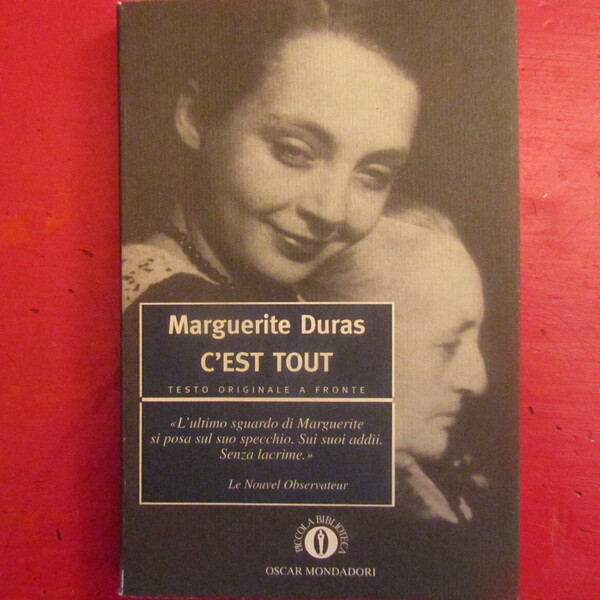 Marguerite Duras
C'EST TOUT
TESTO ORIGINALE A FRONTE
«L'ultimo sguardo di Marguerite
si posa sul suo specchio. Sui suoi addii.
Senza lacrime.»
Le Nouvel Observateur
PICCOLA BIBLIOTECA
OSCAR MONDADORI